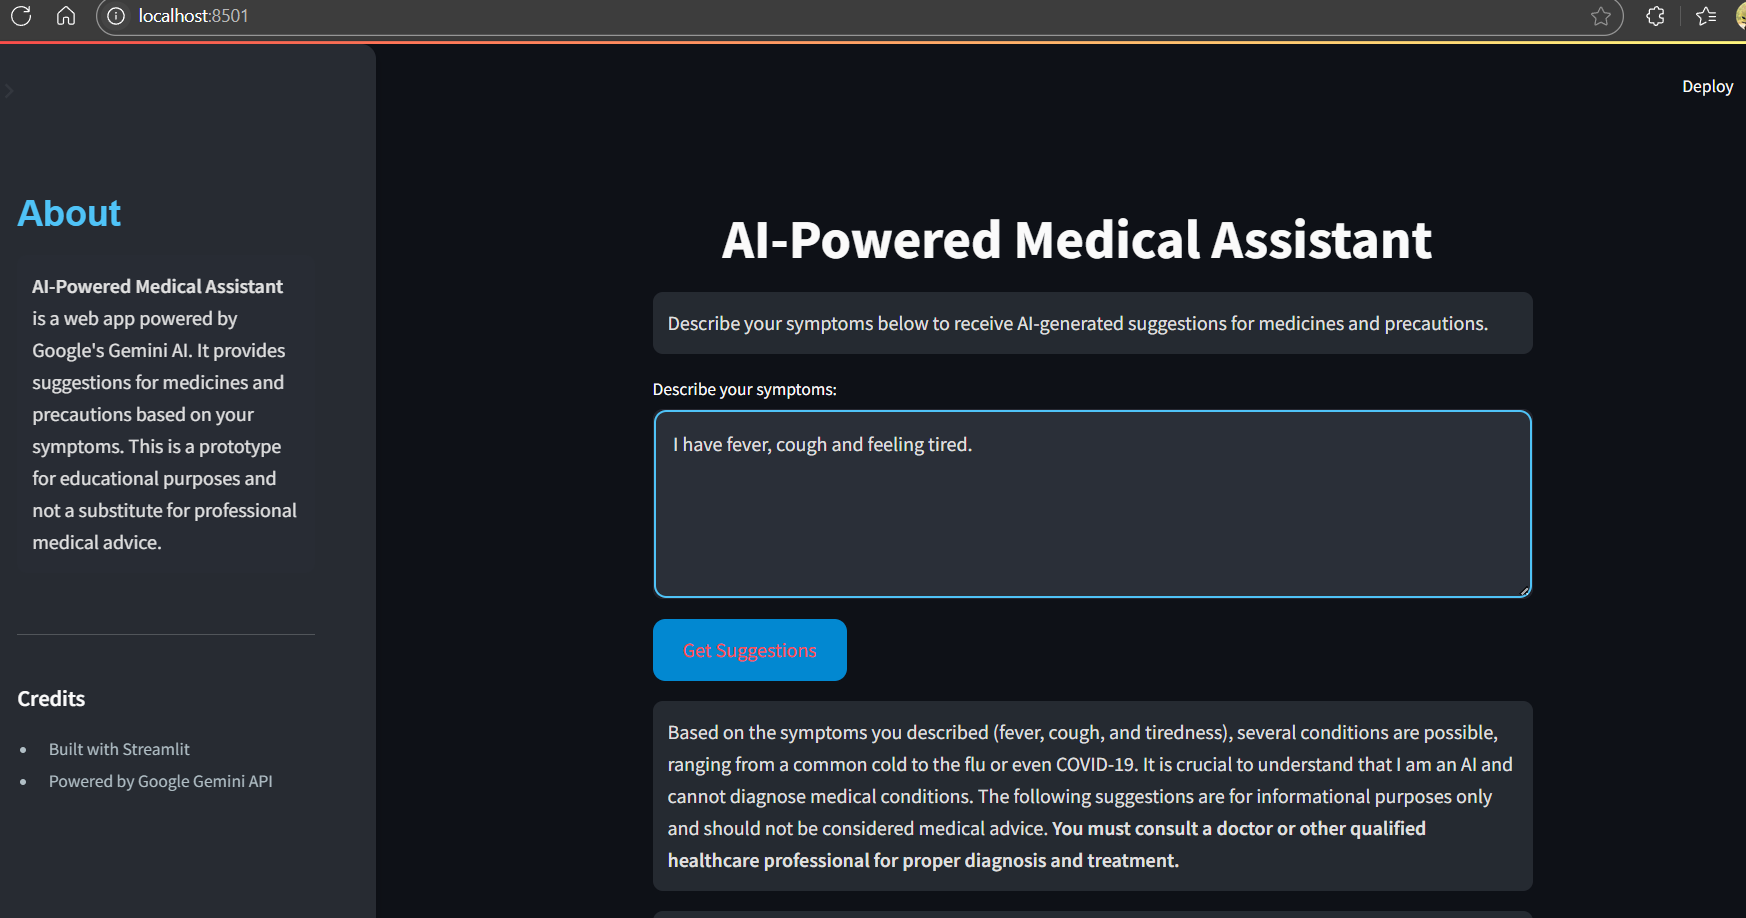 localhost:8501
Deploy
About
AI-Powered Medical Assistant
is a web app powered by
Google's Gemini AI. It provides
suggestions for medicines and
precautions based on your
symptoms. This is a prototype
for educational purposes and
not a substitute for professional
medical advice.
Credits
Built with Streamlit
Powered by Google Gemini API
AI-Powered Medical Assistant
Describe your symptoms below to receive AI-generated suggestions for medicines and precautions.
Describe your symptoms:
I have fever, cough and feeling tired.
Get Suggestions
Based on the symptoms you described (fever, cough, and tiredness), several conditions are possible,
ranging from a common cold to the flu or even COVID-19. It is crucial to understand that I am an AI and
cannot diagnose medical conditions. The following suggestions are for informational purposes only
and should not be considered medical advice. You must consult a doctor or other qualified
healthcare professional for proper diagnosis and treatment.